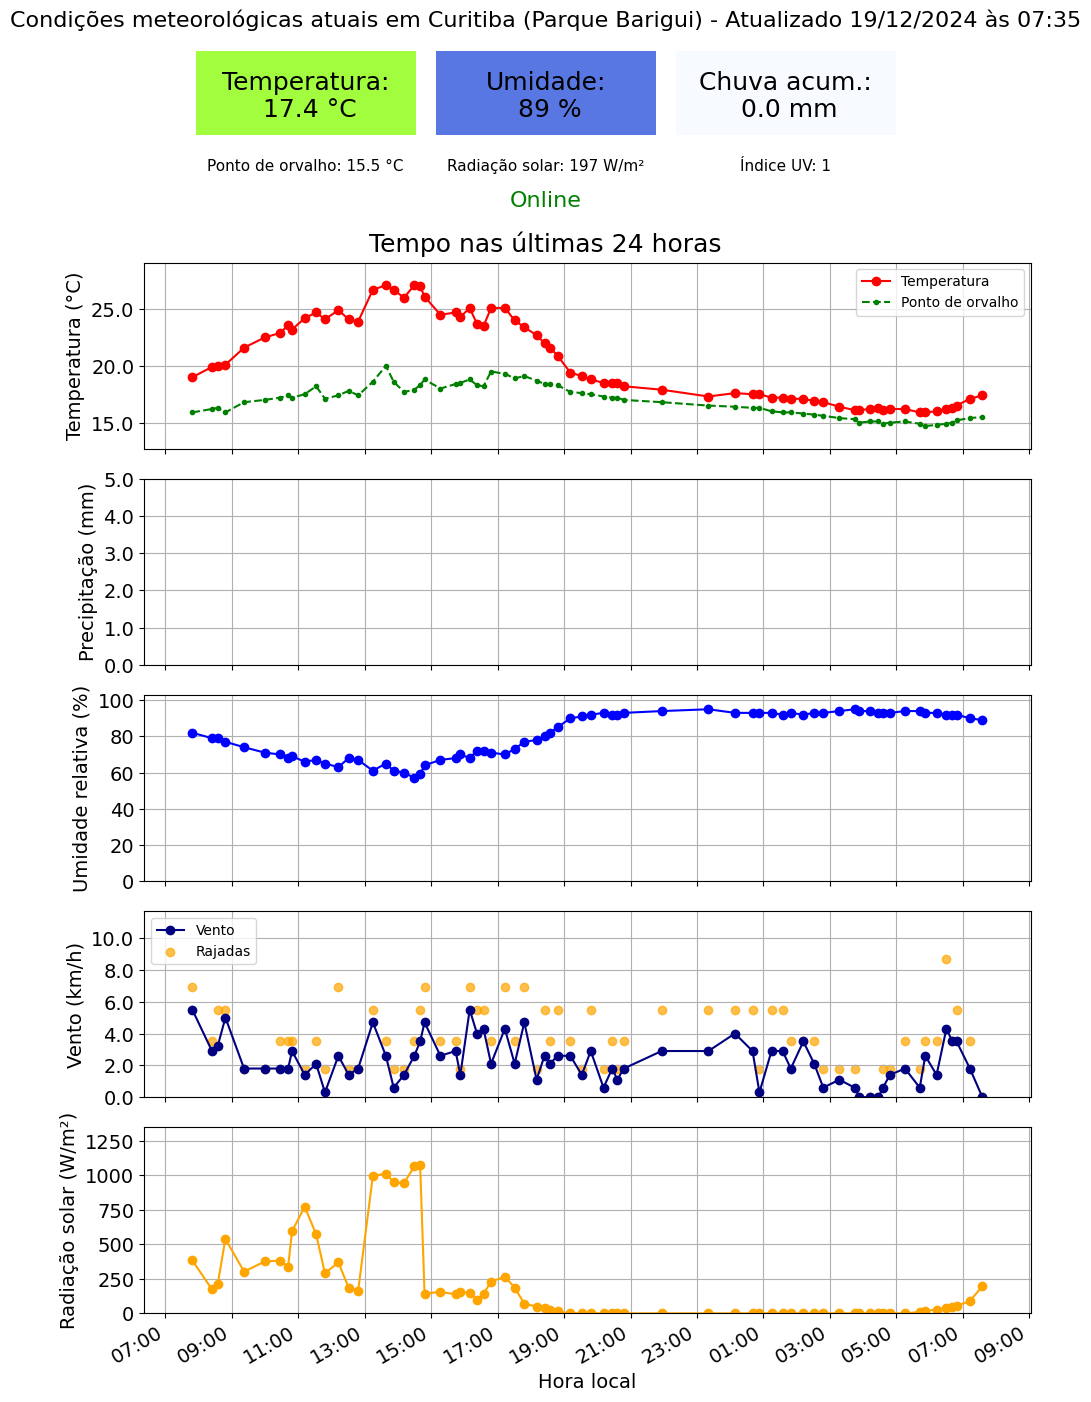 Condições meteorológicas atuais em Curitiba (Parque Barigui) - Atualizado 19/12/2024 às 07:35
Temperatura:
17.4 °C
Umidade:
89 %
Chuva acum.:
0.0 mm
Ponto de orvalho: 15.5 °C
Radiação solar: 197 W/m²
Índice UV: 1
Online
Tempo nas últimas 24 horas
Temperatura (°C)
25.0
20.0
15.0
Temperatura
Ponto de orvalho
Precipitação (mm)
5.0
4.0
3.0
2.0
1.0
0.0
Umidade relativa (%)
100
80
60
40
20
0
Vento (km/h)
10.0
8.0
6.0
4.0
2.0
0.0
Vento
Rajadas
Radiação solar (W/m²)
1250
1000
750
500
250
0
07:00
09:00
11:00
13:00
15:00
17:00
19:00
21:00
23:00
01:00
03:00
05:00
07:00
09:00
Hora local